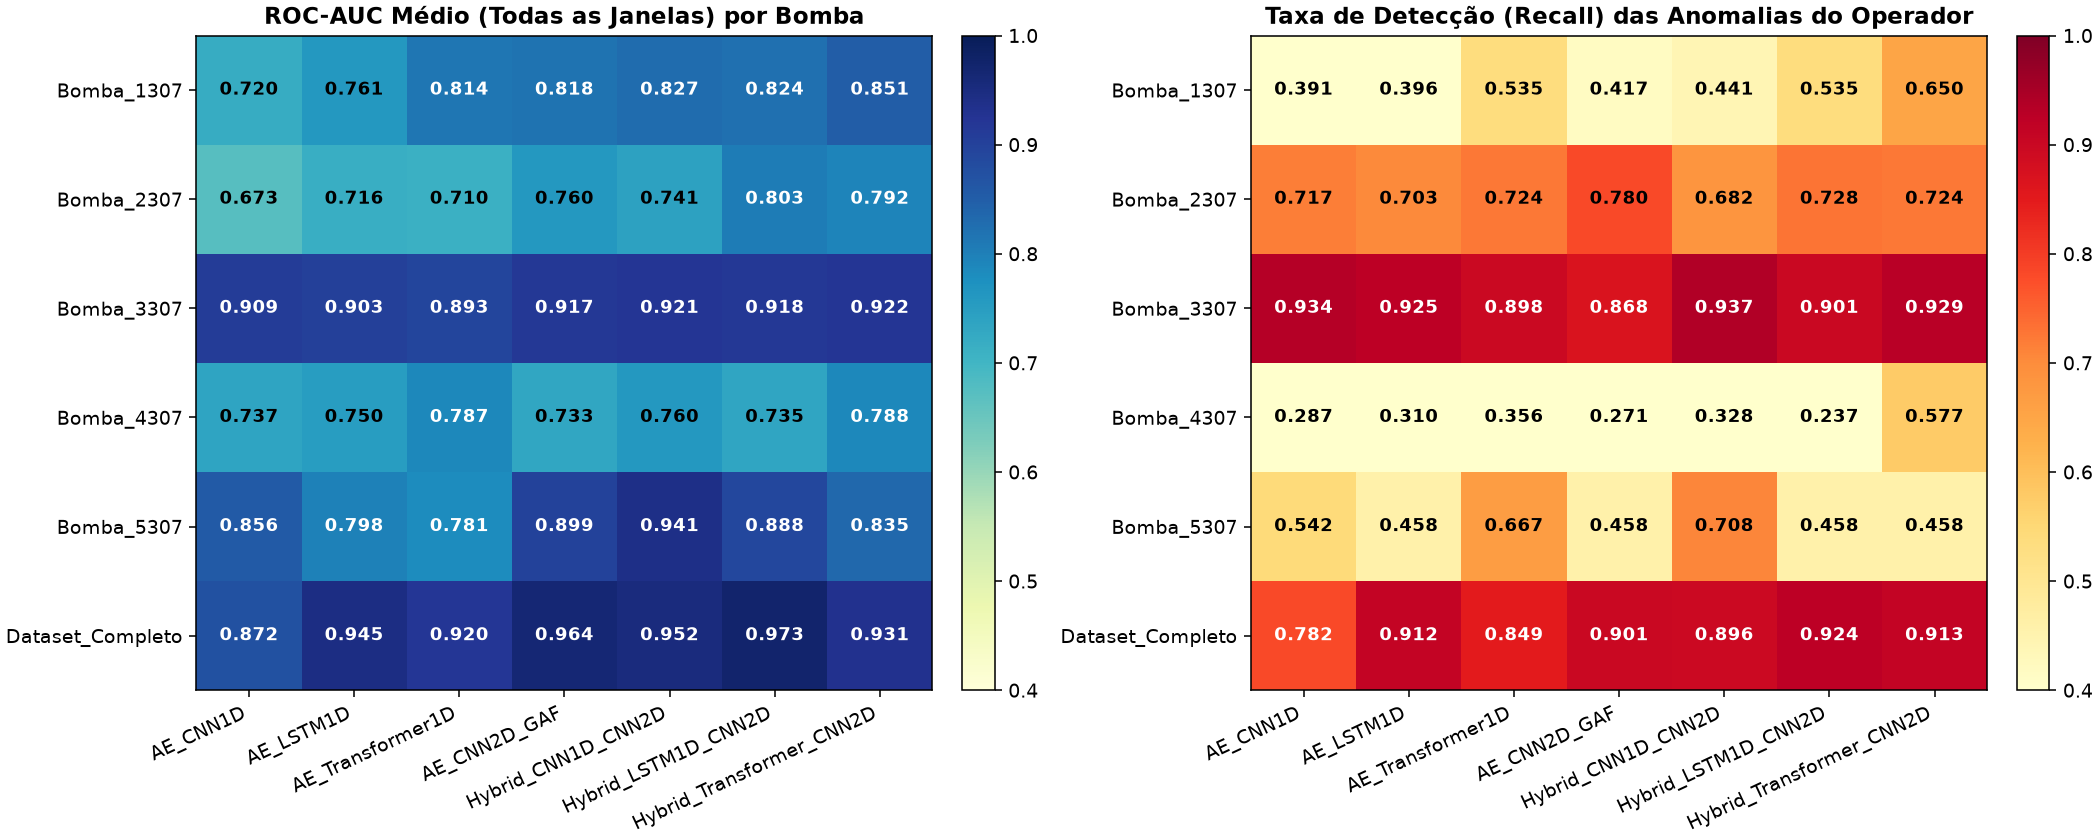 ROC-AUC Médio (Todas as Janelas) por Bomba
Bomba_1307 0.720 0.761 0.814 0.818 0.827 0.824 0.851
Bomba_2307 0.673 0.716 0.710 0.760 0.741 0.803 0.792
Bomba_3307 0.909 0.903 0.893 0.917 0.921 0.918 0.922
Bomba_4307 0.737 0.750 0.787 0.733 0.760 0.735 0.788
Bomba_5307 0.856 0.798 0.781 0.899 0.941 0.888 0.835
Dataset_Completo 0.872 0.945 0.920 0.964 0.952 0.973 0.931
AE_CNN1D
AE_LSTM1D
AE_Transformer1D
AE_CNN2D_GAF
Hybrid_CNN1D_CNN2D
Hybrid_LSTM1D_CNN2D
Hybrid_Transformer_CNN2D
1.0
0.9
0.8
0.7
0.6
0.5
0.4
Taxa de Detecção (Recall) das Anomalias do Operador
Bomba_1307 0.391 0.396 0.535 0.417 0.441 0.535 0.650
Bomba_2307 0.717 0.703 0.724 0.780 0.682 0.728 0.724
Bomba_3307 0.934 0.925 0.898 0.868 0.937 0.901 0.929
Bomba_4307 0.287 0.310 0.356 0.271 0.328 0.237 0.577
Bomba_5307 0.542 0.458 0.667 0.458 0.708 0.458 0.458
Dataset_Completo 0.782 0.912 0.849 0.901 0.896 0.924 0.913
AE_CNN1D
AE_LSTM1D
AE_Transformer1D
AE_CNN2D_GAF
Hybrid_CNN1D_CNN2D
Hybrid_LSTM1D_CNN2D
Hybrid_Transformer_CNN2D
1.0
0.9
0.8
0.7
0.6
0.5
0.4